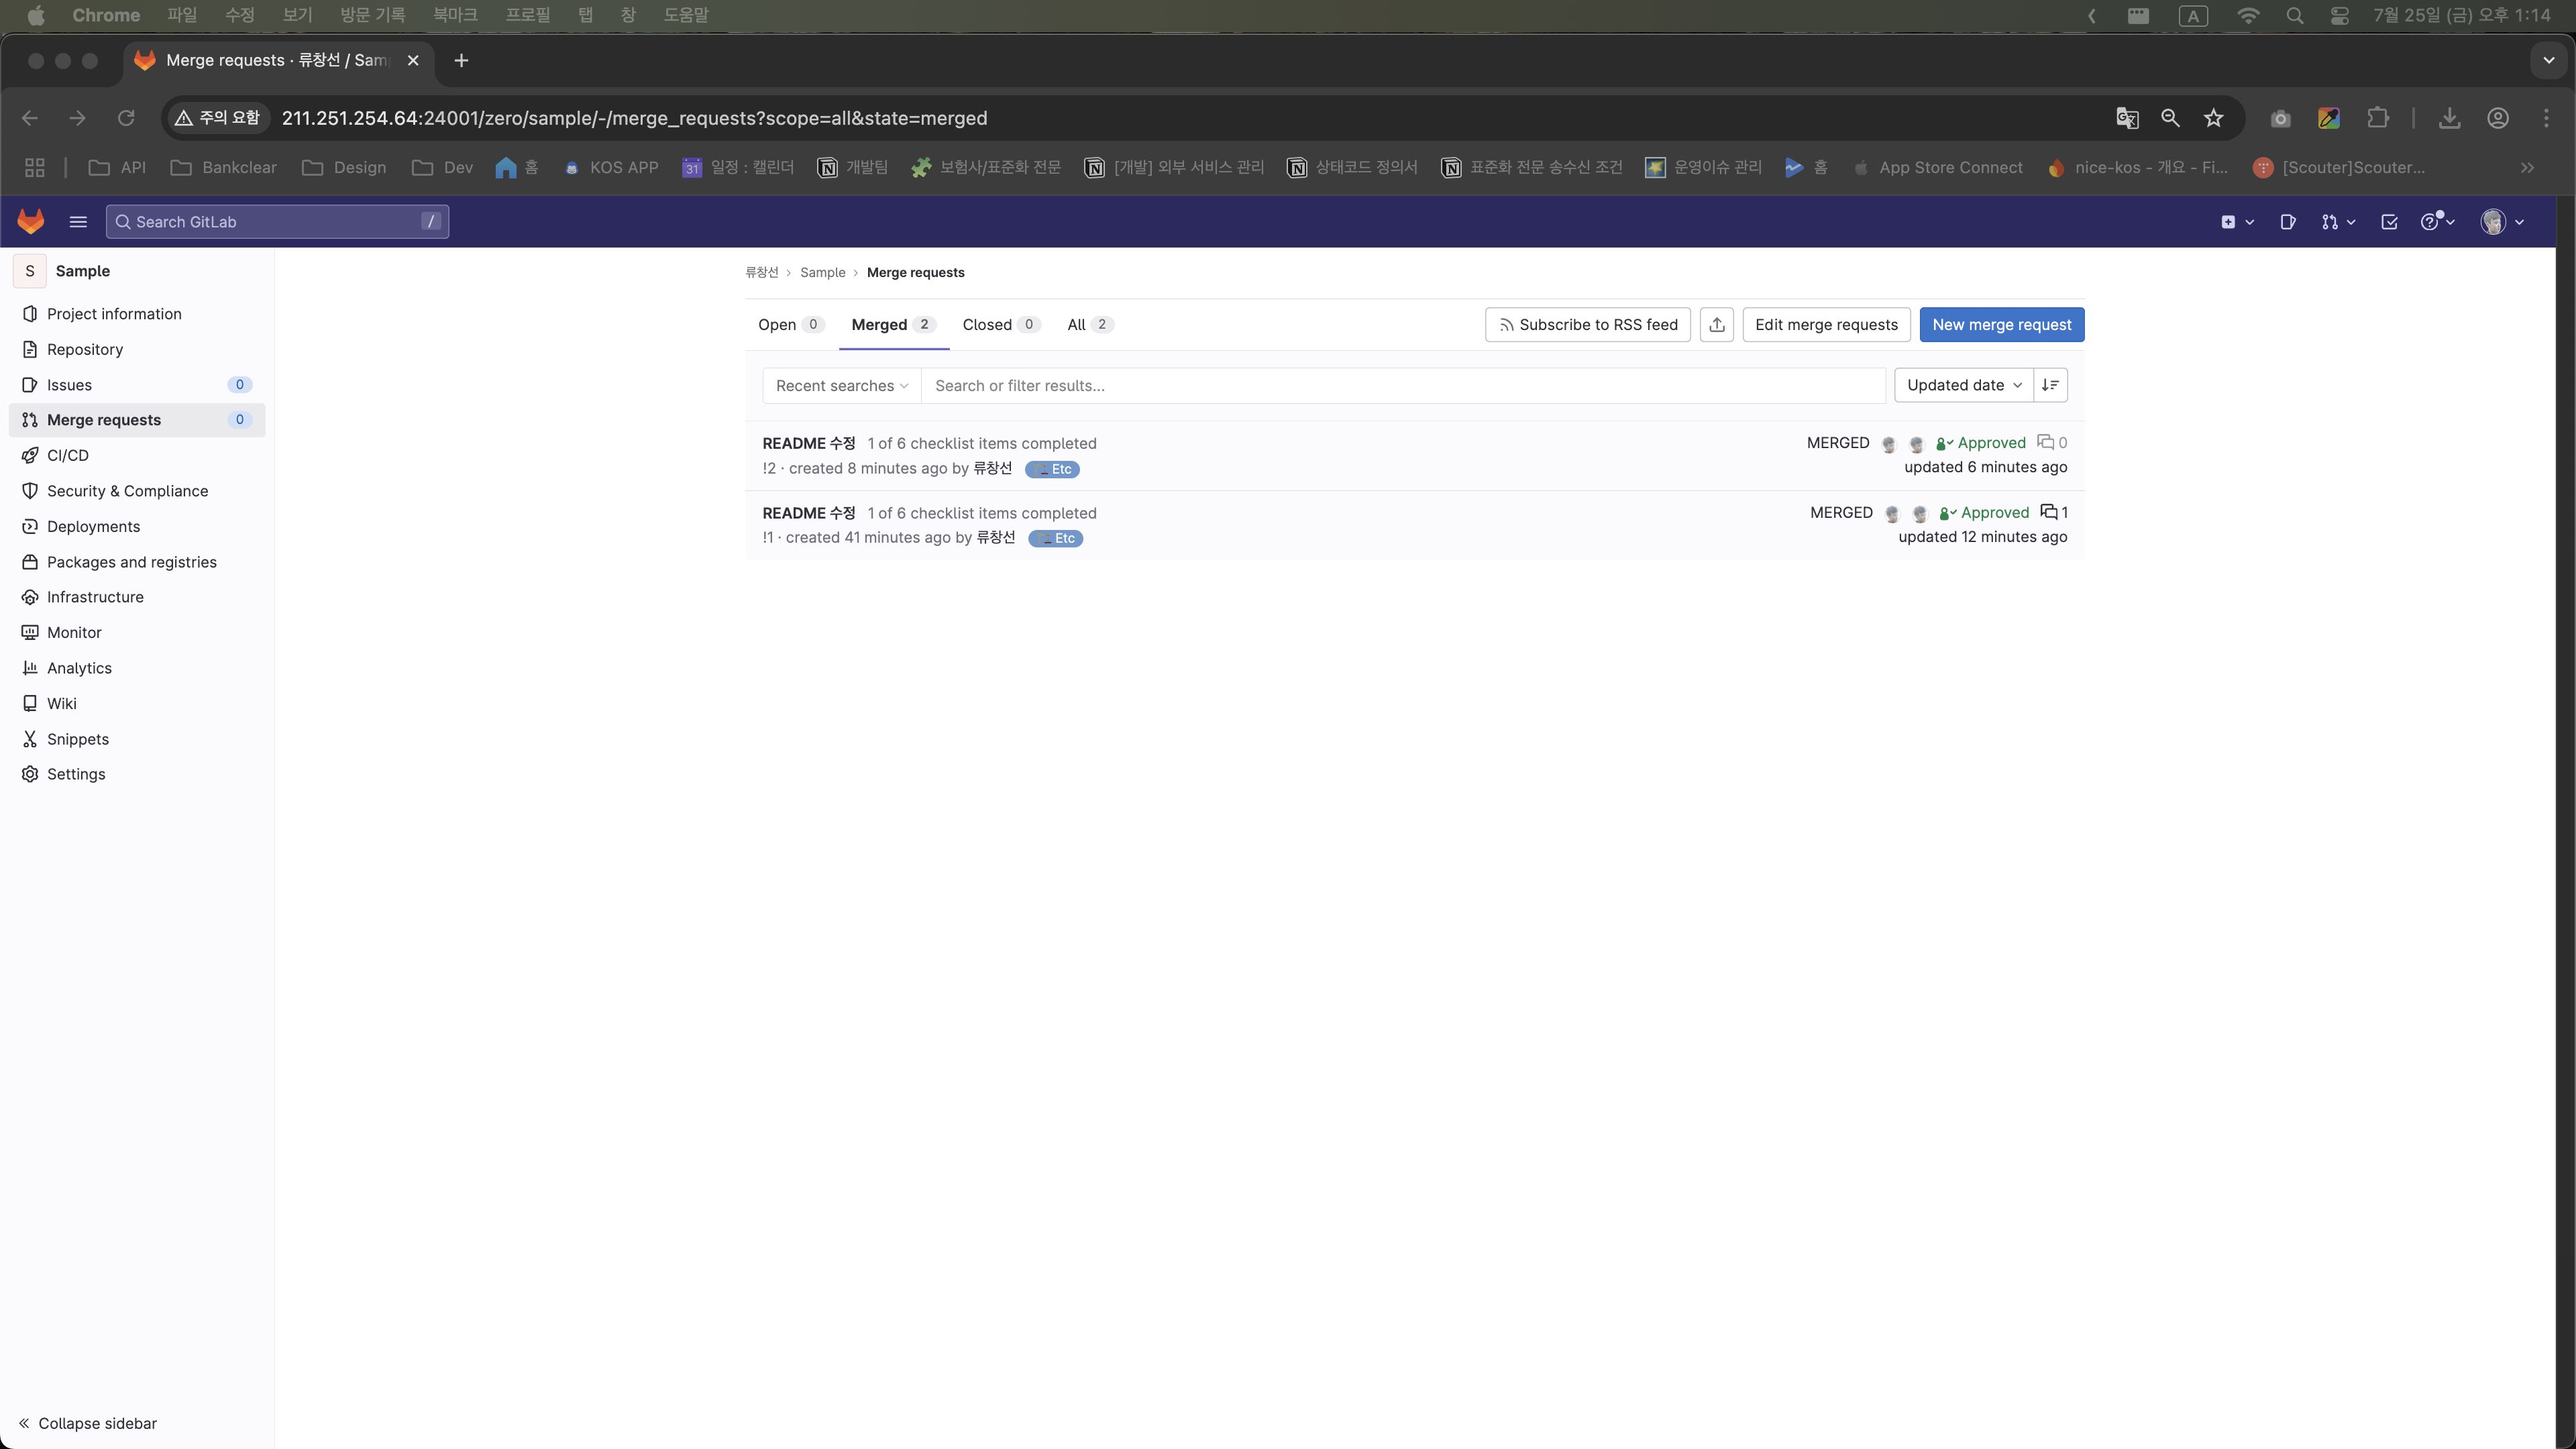 Chrome 파일 수정 보기 방문 기록 북마크 프로필 탭 창 도움말 A 7월 25일 (금) 오후 1:14
Merge requests · 류창선 / Sam
주의 요함 211.251.254.64:24001/zero/sample/-/merge_requests?scope=all&state=merged
API Bankclear Design Dev 홈 KOS APP 31 일정 : 캘린더 개발팀 보험사/표준화 전문 [개발] 외부 서비스 관리 상태코드 정의서 표준화 전문 송수신 조건 운영이슈 관리 홈 App Store Connect nice-kos - 개요 - Fi... [Scouter]Scouter...
Search GitLab /
S Sample
Project information
Repository
Issues 0
Merge requests 0
CI/CD
Security & Compliance
Deployments
Packages and registries
Infrastructure
Monitor
Analytics
Wiki
Snippets
Settings
Collapse sidebar
류창선 › Sample › Merge requests
Open 0 Merged 2 Closed 0 All 2 Subscribe to RSS feed Edit merge requests New merge request
Recent searches Search or filter results... Updated date
README 수정 1 of 6 checklist items completed MERGED Approved 0
!2 · created 8 minutes ago by 류창선 Etc updated 6 minutes ago
README 수정 1 of 6 checklist items completed MERGED Approved 1
!1 · created 41 minutes ago by 류창선 Etc updated 12 minutes ago